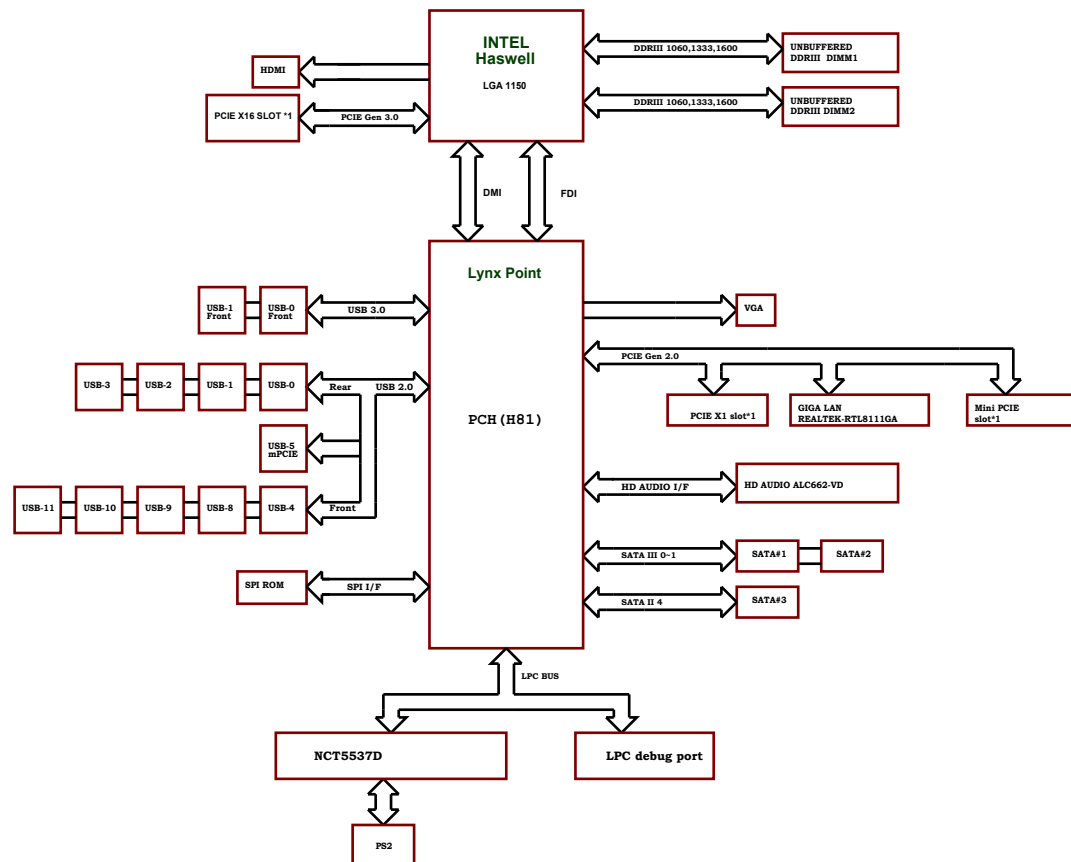 INTEL
Haswell
LGA 1150
DDRIII 1060,1333,1600
UNBUFFERED
DDRIII DIMM1
HDMI
DDRIII 1060,1333,1600
UNBUFFERED
DDRIII DIMM2
PCIE X16 SLOT *1
PCIE Gen 3.0
DMI
FDI
Lynx Point
USB-1
Front
USB-0
Front
USB 3.0
VGA
PCIE Gen 2.0
USB-3
USB-2
USB-1
USB-0
Rear
USB 2.0
PCH(H81)
PCIE X1 slot*1
GIGA LAN
REALTEK-RTL8111GA
Mini PCIE
slot*1
USB-5
mPCIE
HD AUDIO I/F
HD AUDIO ALC662-VD
USB-11
USB-10
USB-9
USB-8
USB-4
Front
SATA III 0~1
SATA#1
SATA#2
SPI ROM
SPI I/F
SATA II 4
SATA#3
LPC BUS
NCT5537D
LPC debug port
PS2